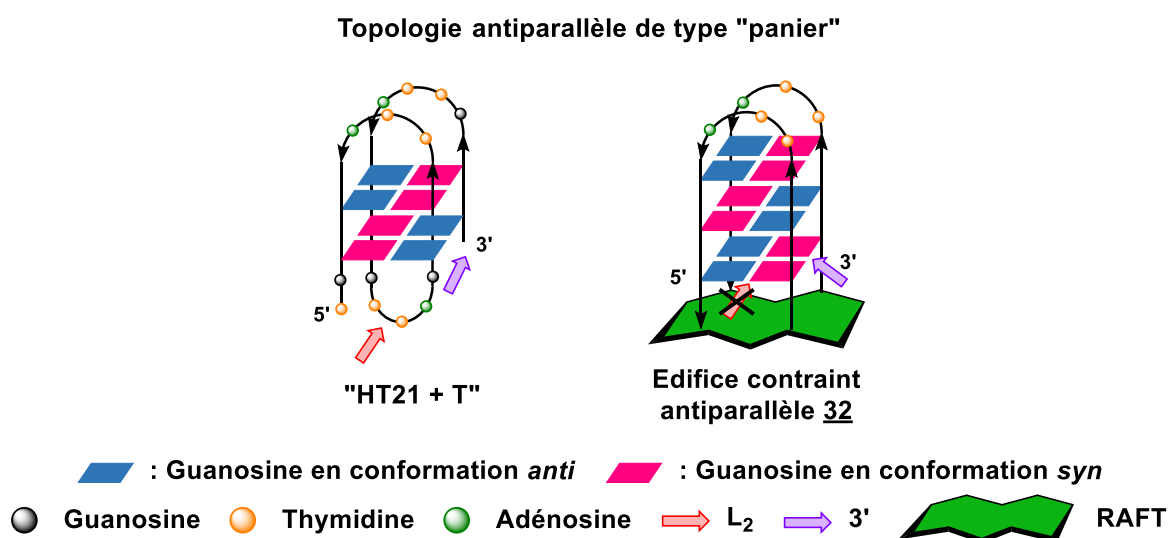 Topologie antiparallèle de type "panier"
3'
5'
5'
3'
"HT21 + T"
Edifice contraint
antiparallèle 32
: Guanosine en conformation anti
: Guanosine en conformation syn
Guanosine
Thymidine
Adénosine
L2
3'
RAFT